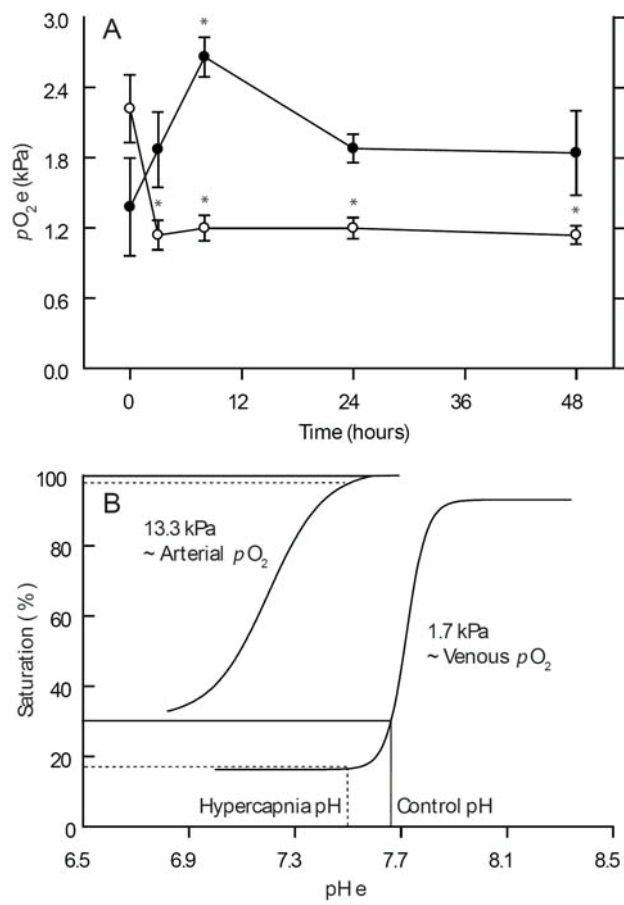 A
3.0
2.4
1.8
1.2
0.6
0.0
pO₂ e (kPa)
* * * * *
0 12 24 36 48
Time (hours)
B
100
80
60
40
20
0
Saturation (%)
13.3 kPa
~ Arterial pO₂
1.7 kPa
~ Venous pO₂
Hypercapnia pH
Control pH
6.5 6.9 7.3 7.7 8.1 8.5
pH e